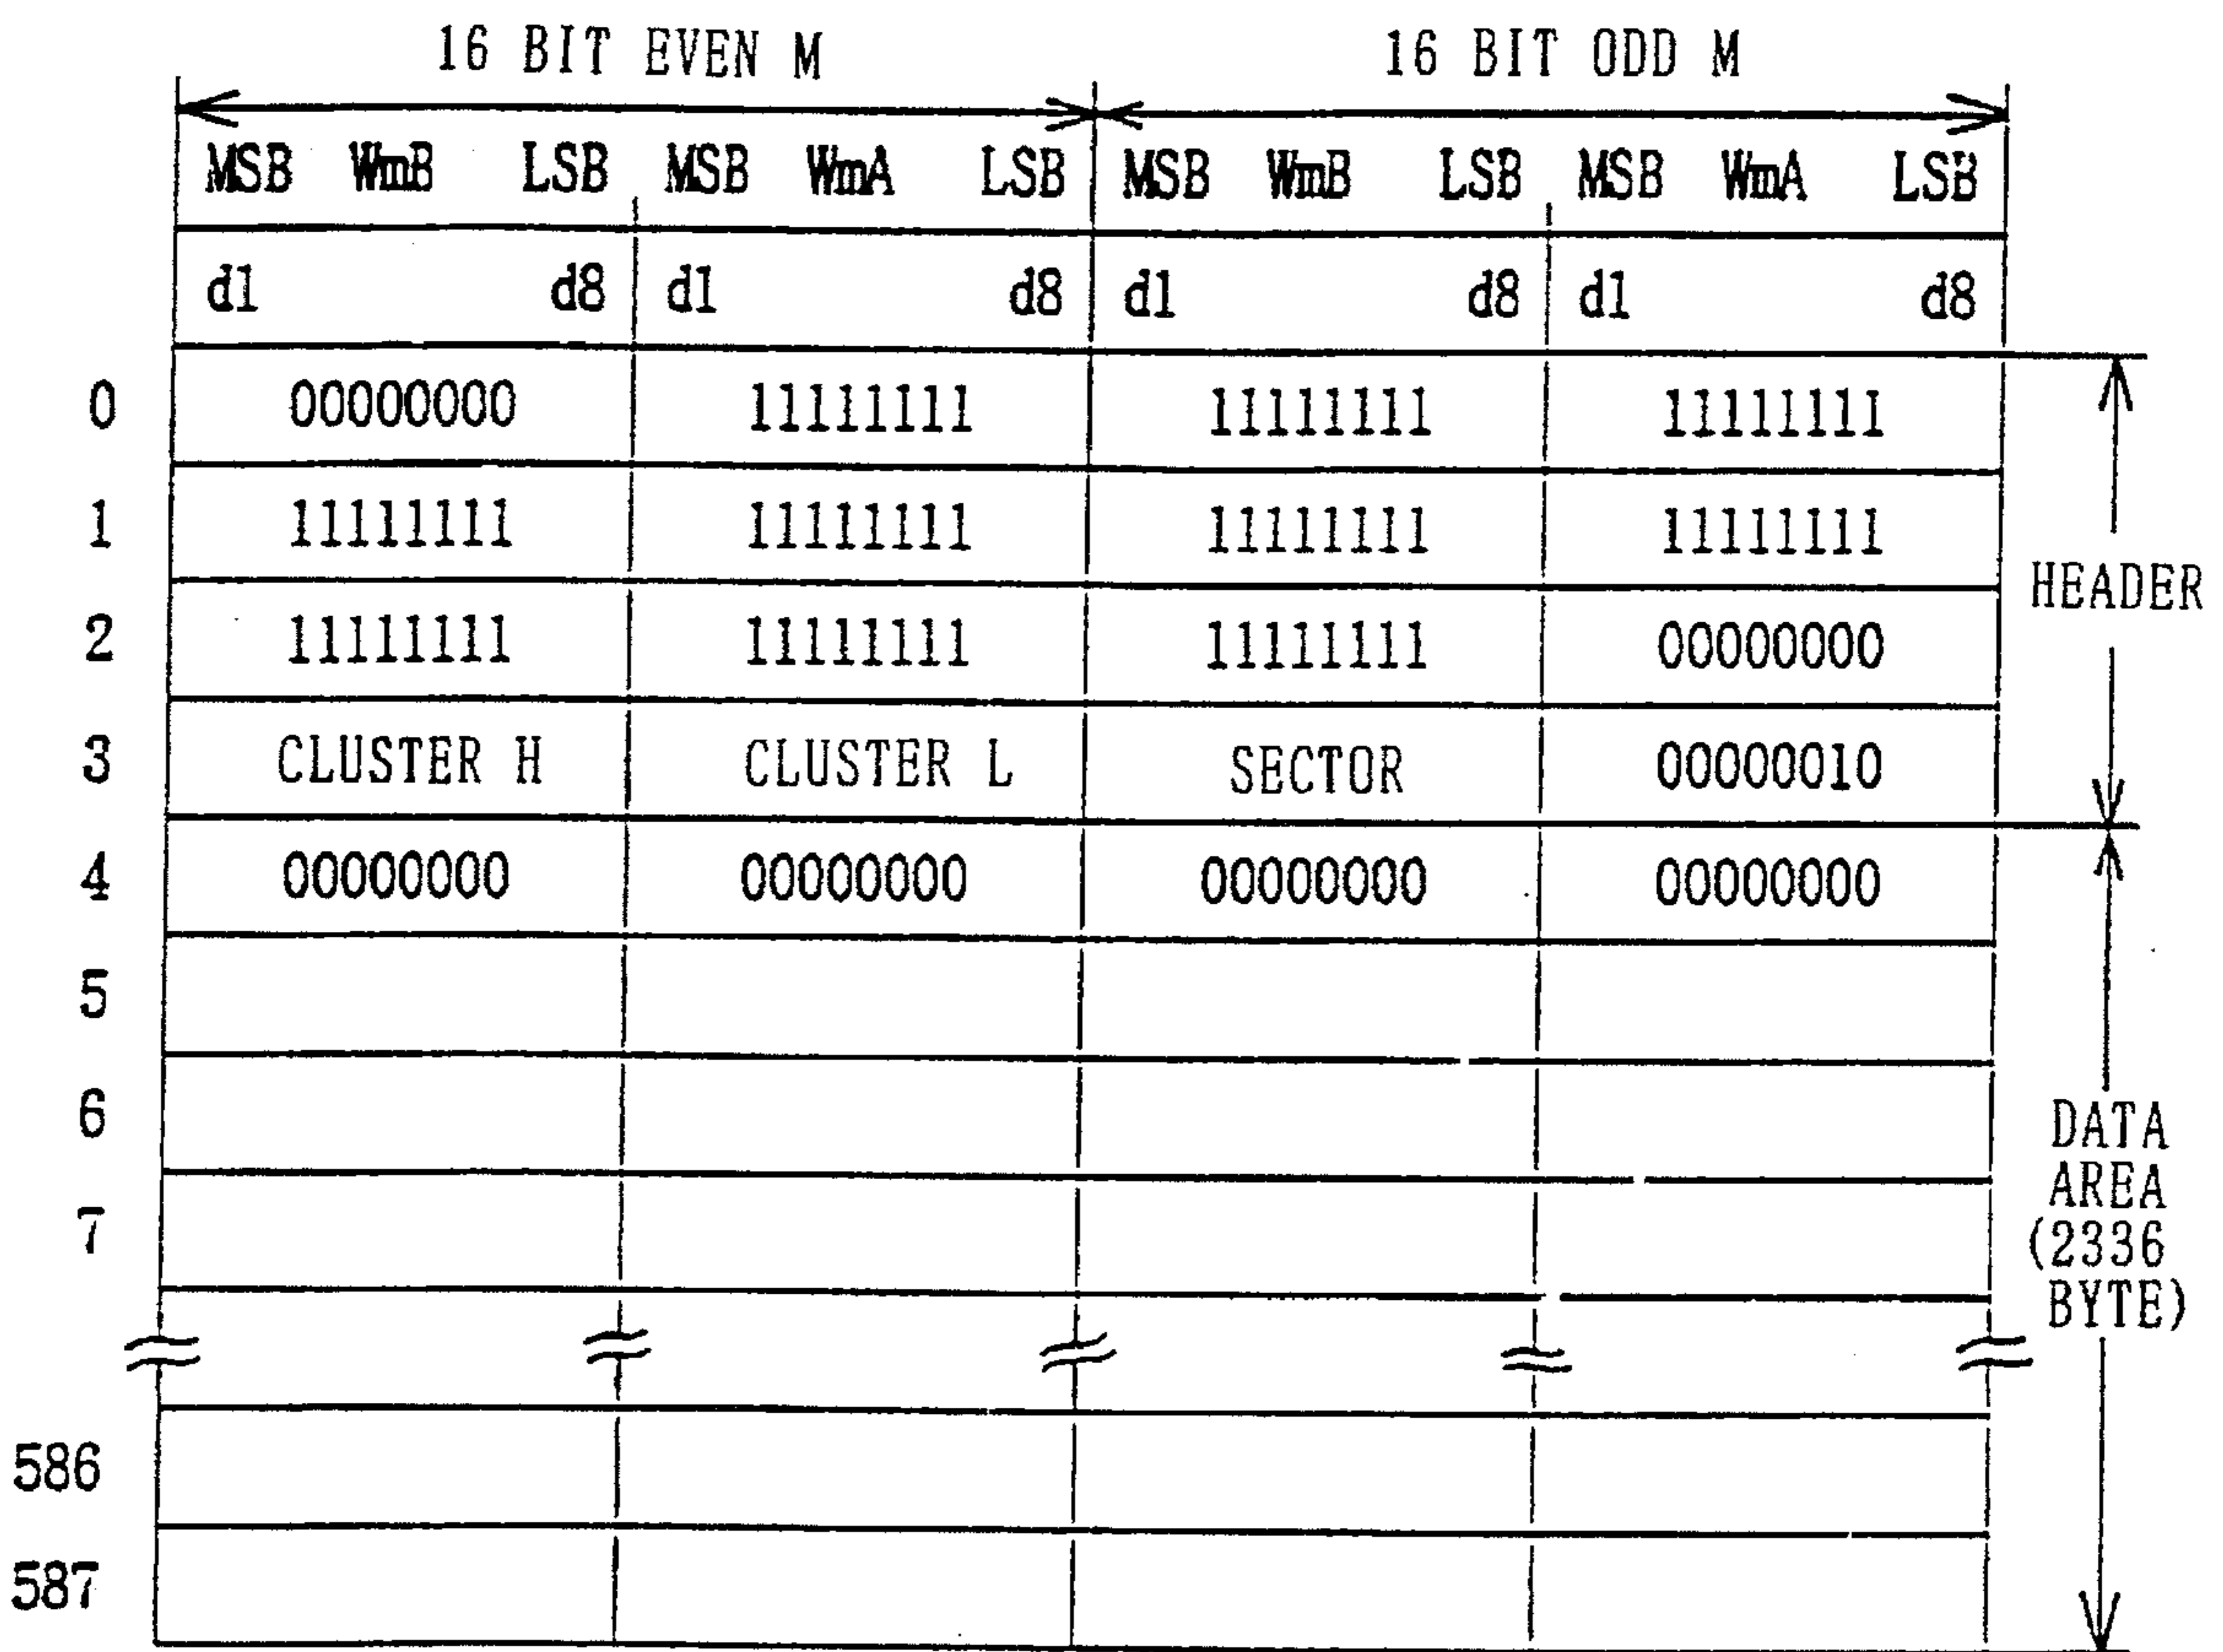 16 BIT EVEN M 16 BIT ODD M
MSB WmB LSB MSB WmA LSB MSB WmB LSB MSB WmA LSB
d1 d8 d1 d8 d1 d8 d1 d8
0 00000000 11111111 11111111 11111111
1 11111111 11111111 11111111 11111111
HEADER
2 11111111 11111111 11111111 00000000
3 CLUSTER H CLUSTER L SECTOR 00000010
4 00000000 00000000 00000000 00000000
5
6
7
DATA
AREA
(2336
BYTE)
586
587